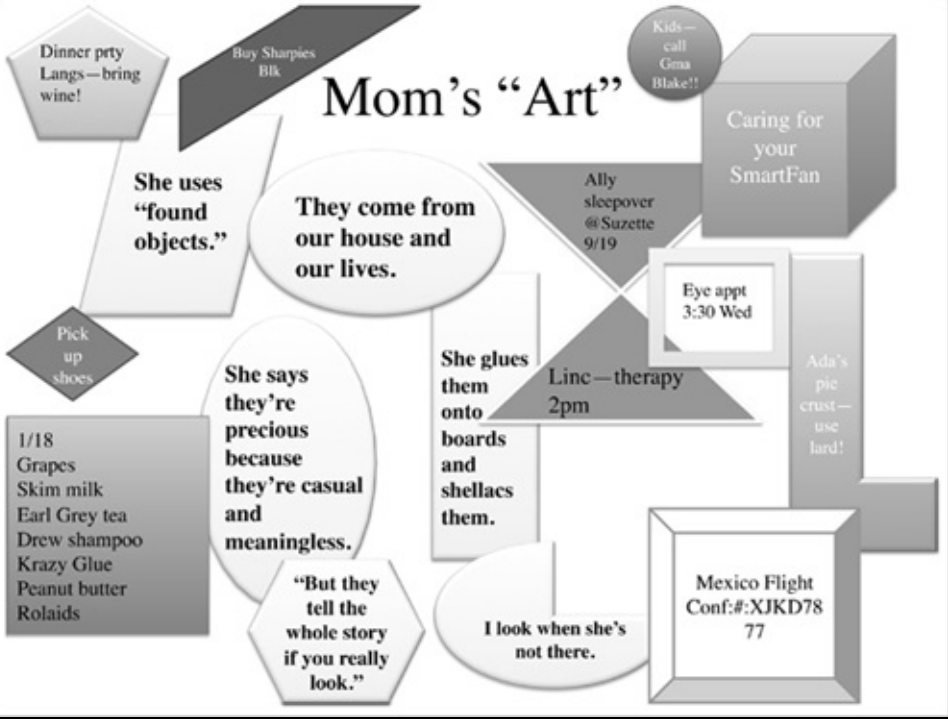 Dinner prty
Langs—bring
wine!
Buy Sharpies
Blk
Mom's “Art”
Kids—
call
Gma
Blake!!
Caring for
your
SmartFan
She uses
“found
objects.”
They come from
our house and
our lives.
Ally
sleepover
@Suzette
9/19
Eye appt
3:30 Wed
Pick
up
shoes
She says
they're
precious
because
they're casual
and
meaningless.
She glues
them
onto
boards
and
shellacs
them.
Linc—therapy
2pm
Ada's
pie
crust—
use
lard!
1/18
Grapes
Skim milk
Earl Grey tea
Drew shampoo
Krazy Glue
Peanut butter
Rolaids
“But they
tell the
whole story
if you really
look.”
I look when she's
not there.
Mexico Flight
Conf:#:XJKD78
77